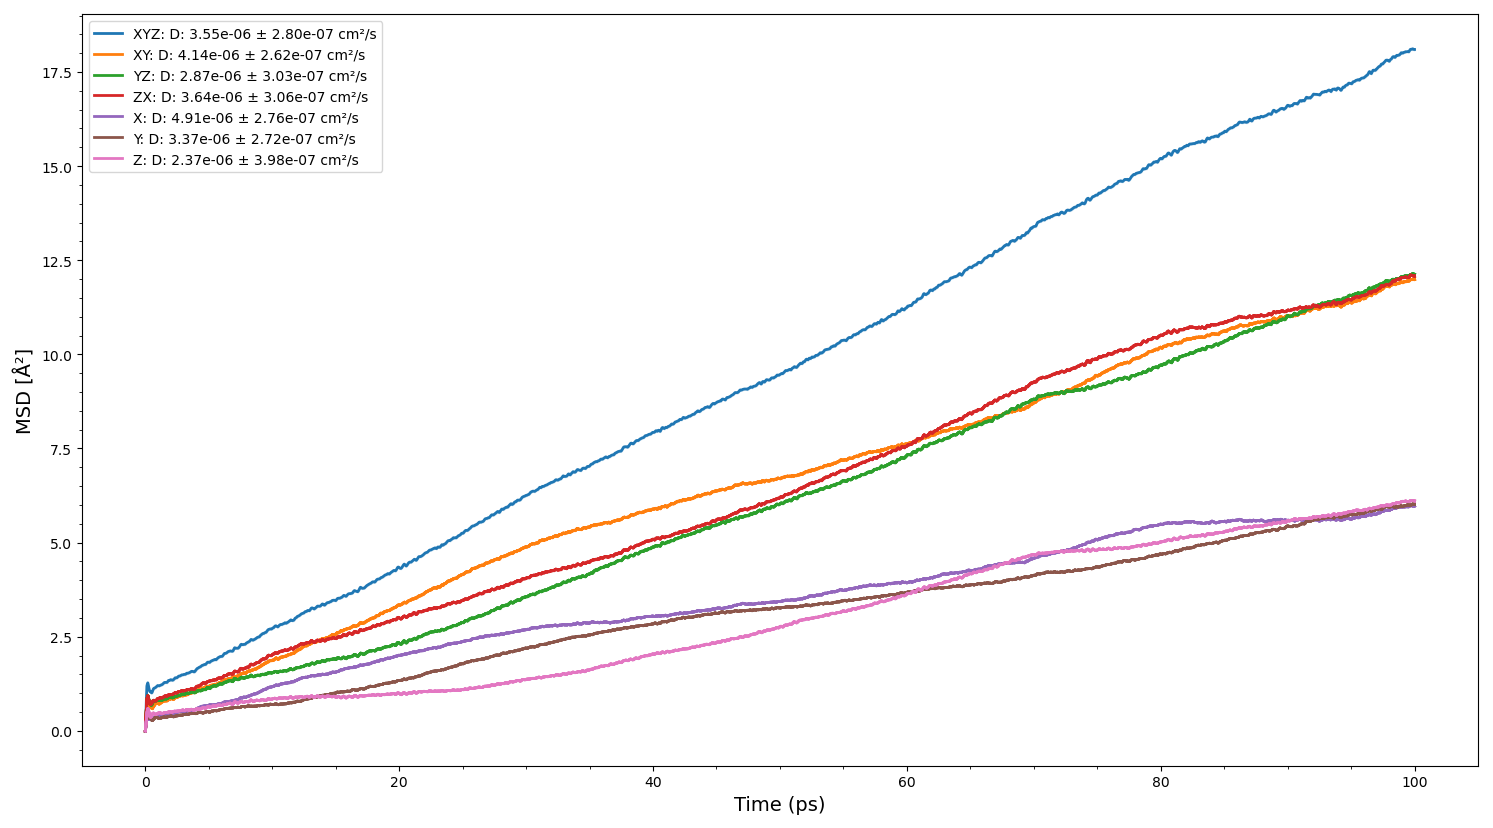 XYZ: D: 3.55e-06 ± 2.80e-07 cm²/s
XY: D: 4.14e-06 ± 2.62e-07 cm²/s
YZ: D: 2.87e-06 ± 3.03e-07 cm²/s
ZX: D: 3.64e-06 ± 3.06e-07 cm²/s
X: D: 4.91e-06 ± 2.76e-07 cm²/s
Y: D: 3.37e-06 ± 2.72e-07 cm²/s
Z: D: 2.37e-06 ± 3.98e-07 cm²/s
MSD [Å²]
17.5
15.0
12.5
10.0
7.5
5.0
2.5
0.0
0 20 40 60 80 100
Time (ps)